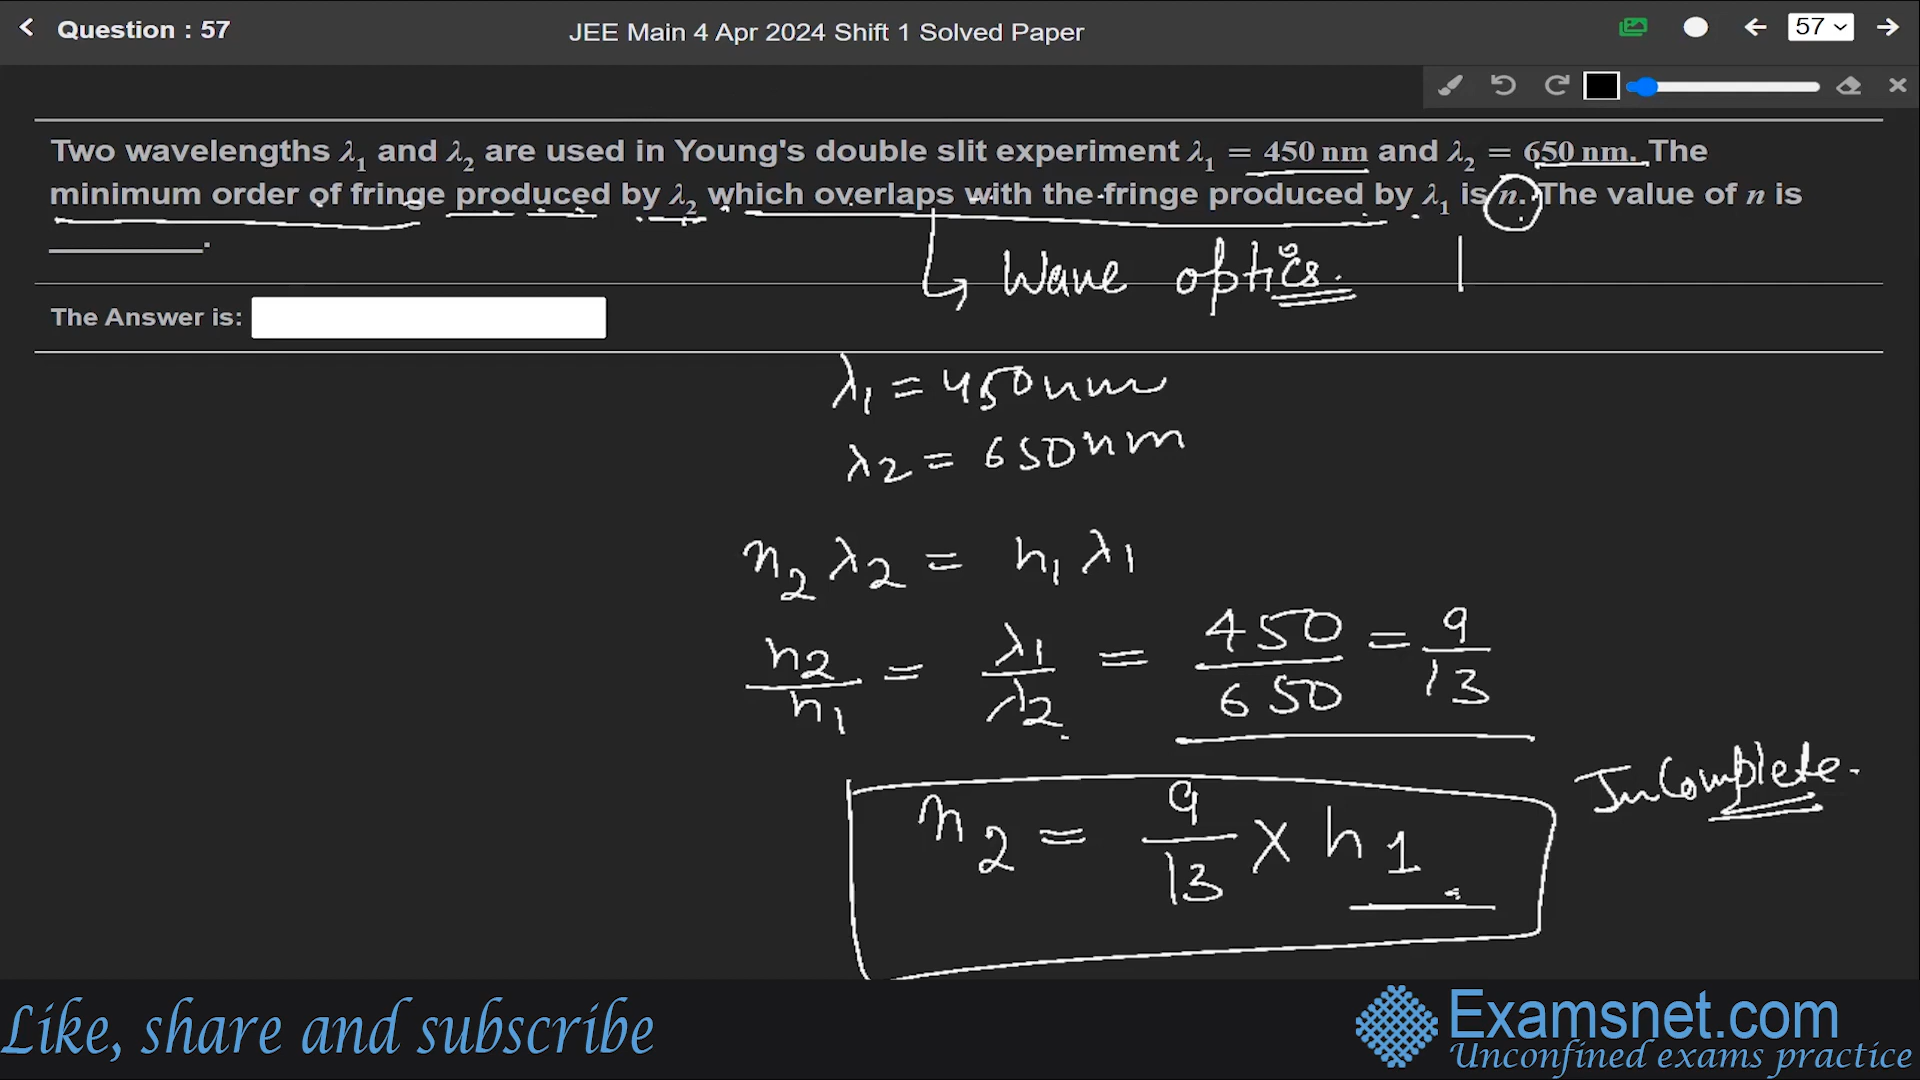 Question : 57
JEE Main 4 Apr 2024 Shift 1 Solved Paper
57
Two wavelengths λ₁ and λ₂ are used in Young's double slit experiment λ₁ = 450 nm and λ₂ = 650 nm. The
minimum order of fringe produced by λ₂ which overlaps with the fringe produced by λ₁ is n. The value of n is
________.
Wave optics.
The Answer is:
λ1 = 450nm
λ2 = 650nm
n2 λ2 = n1 λ1
n2/n1 = λ1/λ2 = 450/650 = 9/13
InComplete.
n2 = 9/13 × n1
Like, share and subscribe
Examsnet.com
Unconfined exams practice